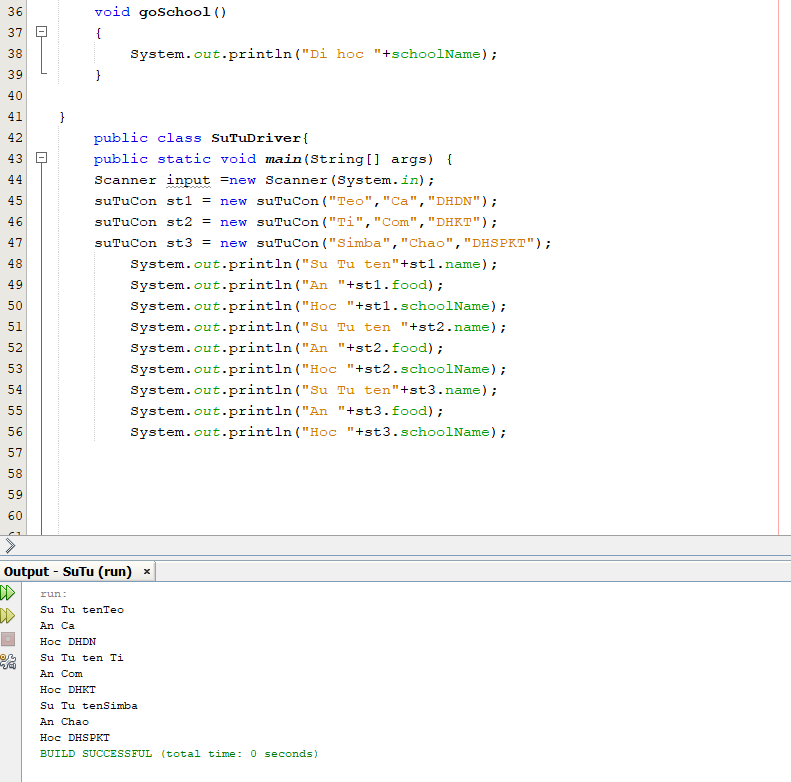 36 void goSchool()
37 {
38 System.out.println("Di hoc "+schoolName);
39 }
40
41 }
42 public class SuTuDriver{
43 public static void main(String[] args) {
44 Scanner input =new Scanner(System.in);
45 suTuCon st1 = new suTuCon("Teo","Ca","DHDN");
46 suTuCon st2 = new suTuCon("Ti","Com","DHKT");
47 suTuCon st3 = new suTuCon("Simba","Chao","DHSPKT");
48 System.out.println("Su Tu ten"+st1.name);
49 System.out.println("An "+st1.food);
50 System.out.println("Hoc "+st1.schoolName);
51 System.out.println("Su Tu ten "+st2.name);
52 System.out.println("An "+st2.food);
53 System.out.println("Hoc "+st2.schoolName);
54 System.out.println("Su Tu ten"+st3.name);
55 System.out.println("An "+st3.food);
56 System.out.println("Hoc "+st3.schoolName);
57
58
59
60
61
Output - SuTu (run) ×
run:
Su Tu tenTeo
An Ca
Hoc DHDN
Su Tu ten Ti
An Com
Hoc DHKT
Su Tu tenSimba
An Chao
Hoc DHSPKT
BUILD SUCCESSFUL (total time: 0 seconds)